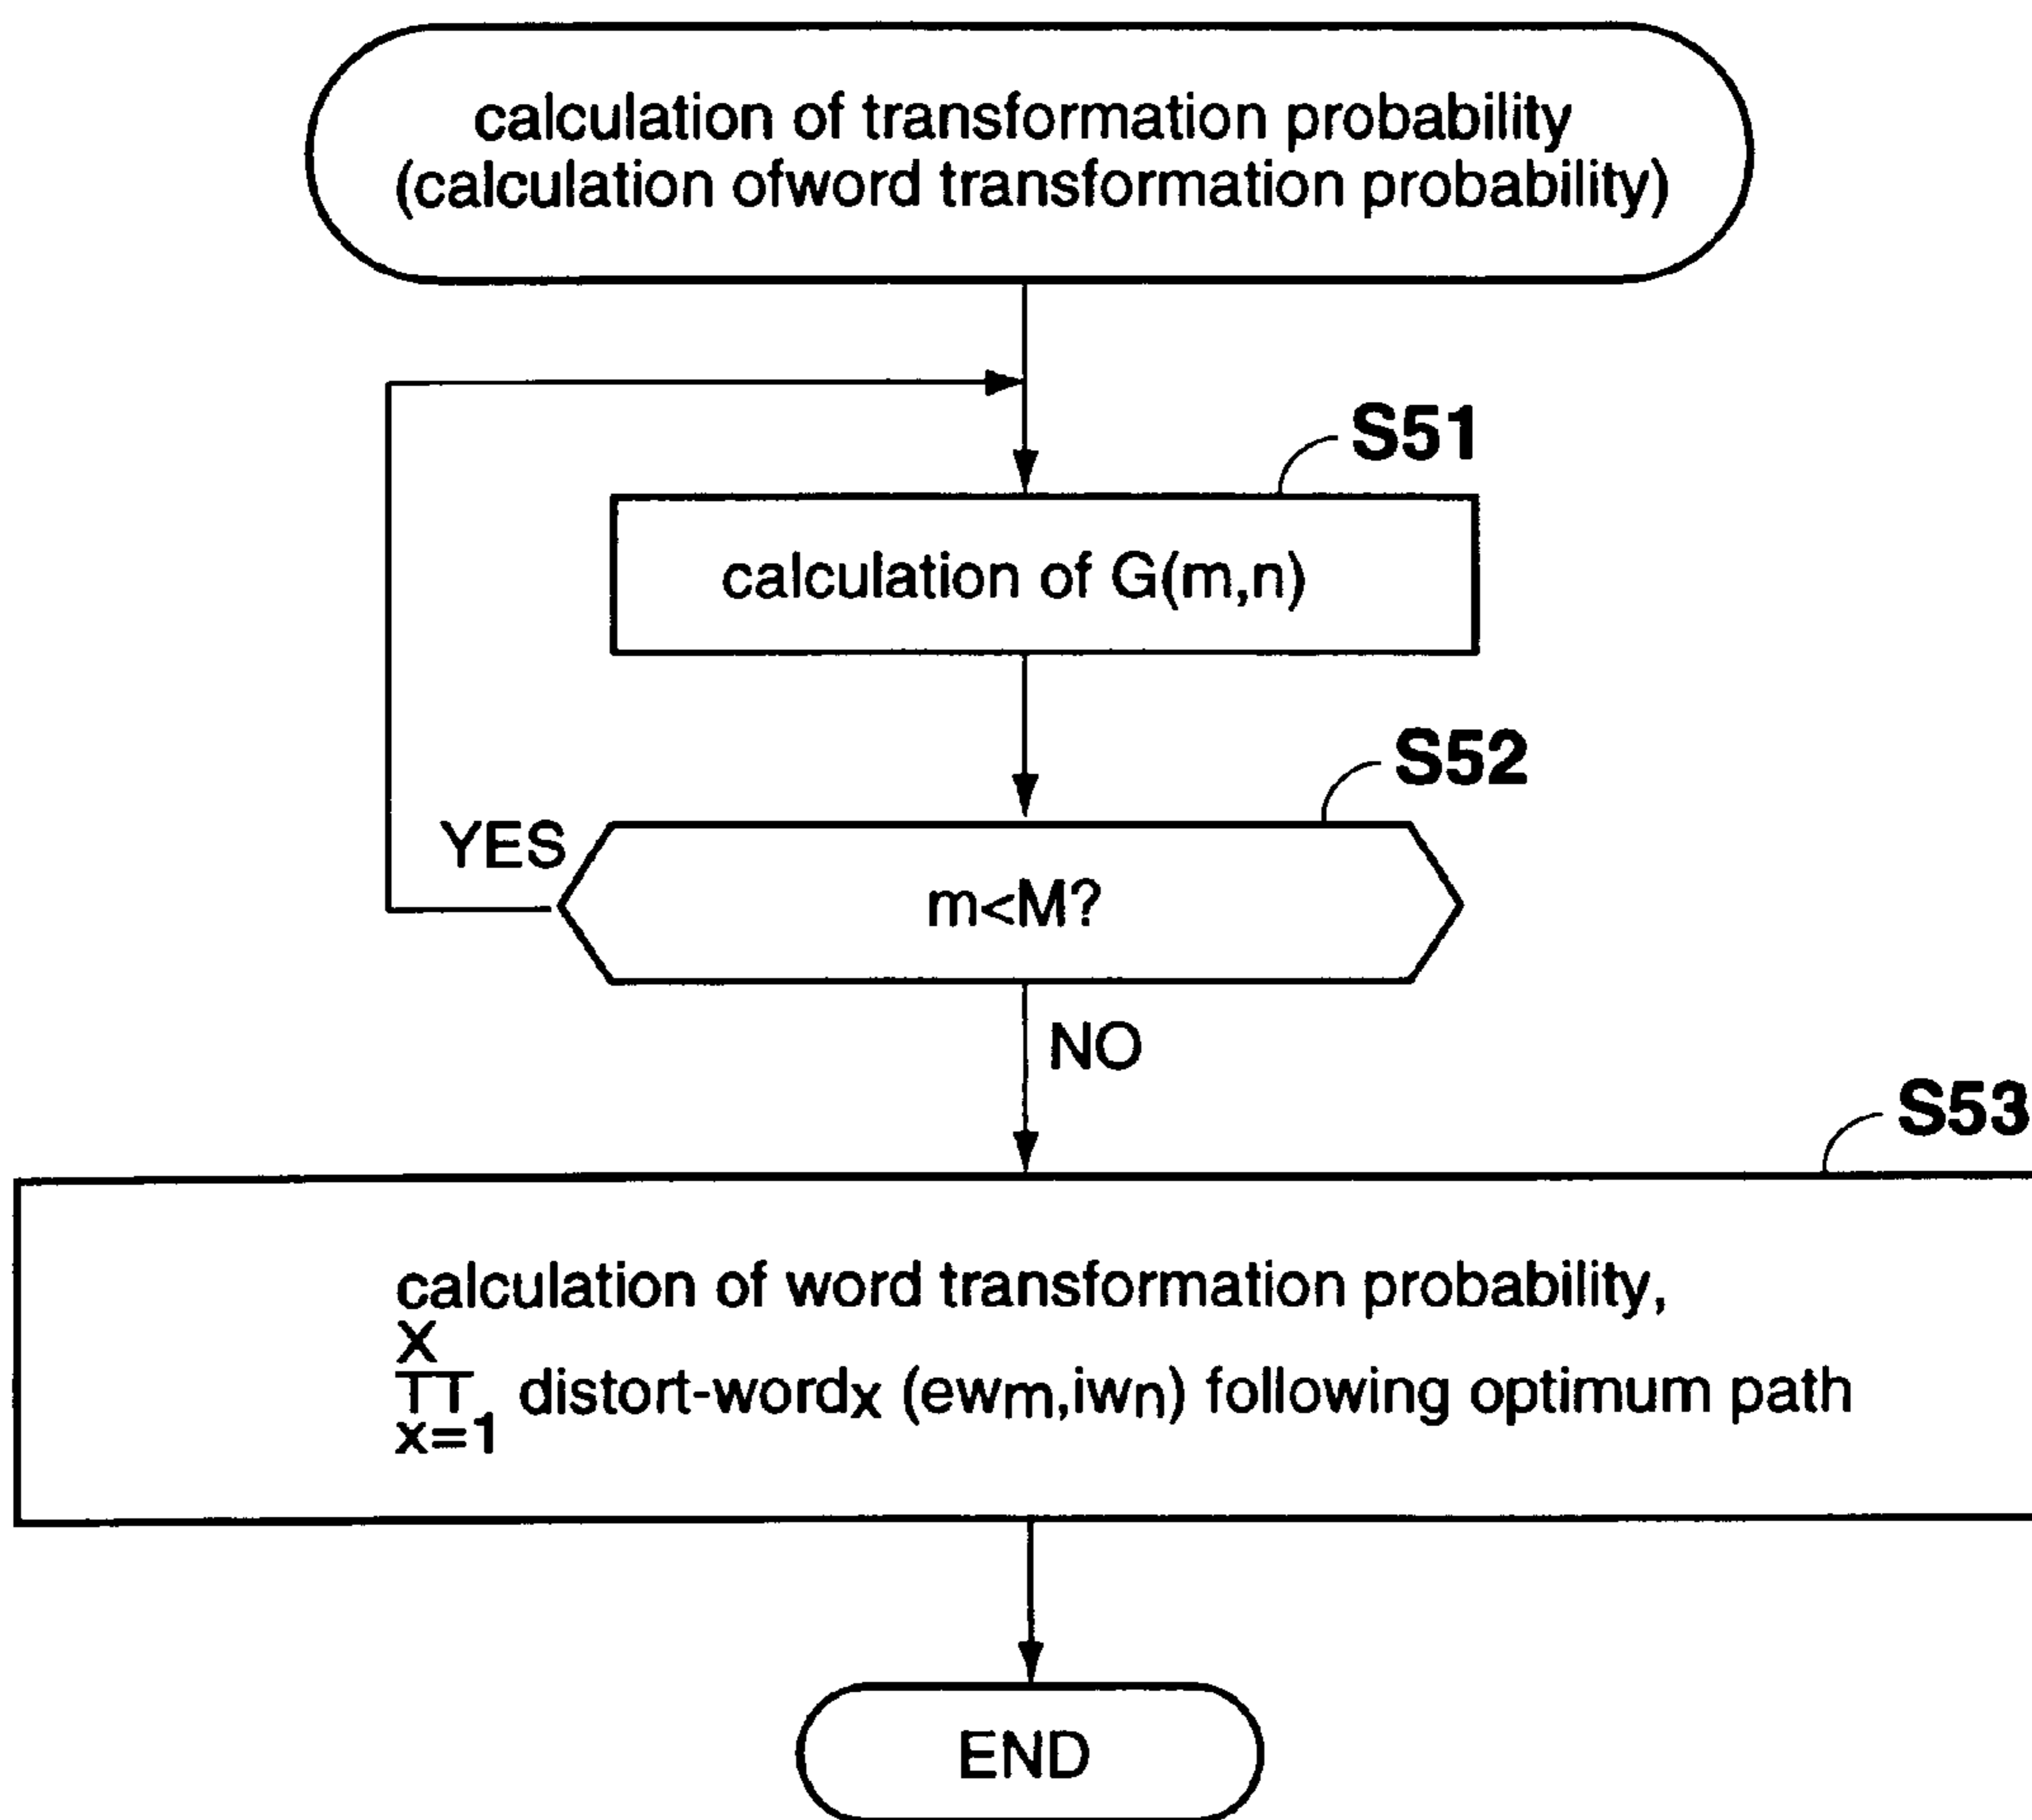 calculation of transformation probability
(calculation ofword transformation probability)
S51
calculation of G(m,n)
S52
YES
m<M?
NO
S53
calculation of word transformation probability,
X
Π distort-wordx (ewm,iwn) following optimum path
x=1
END